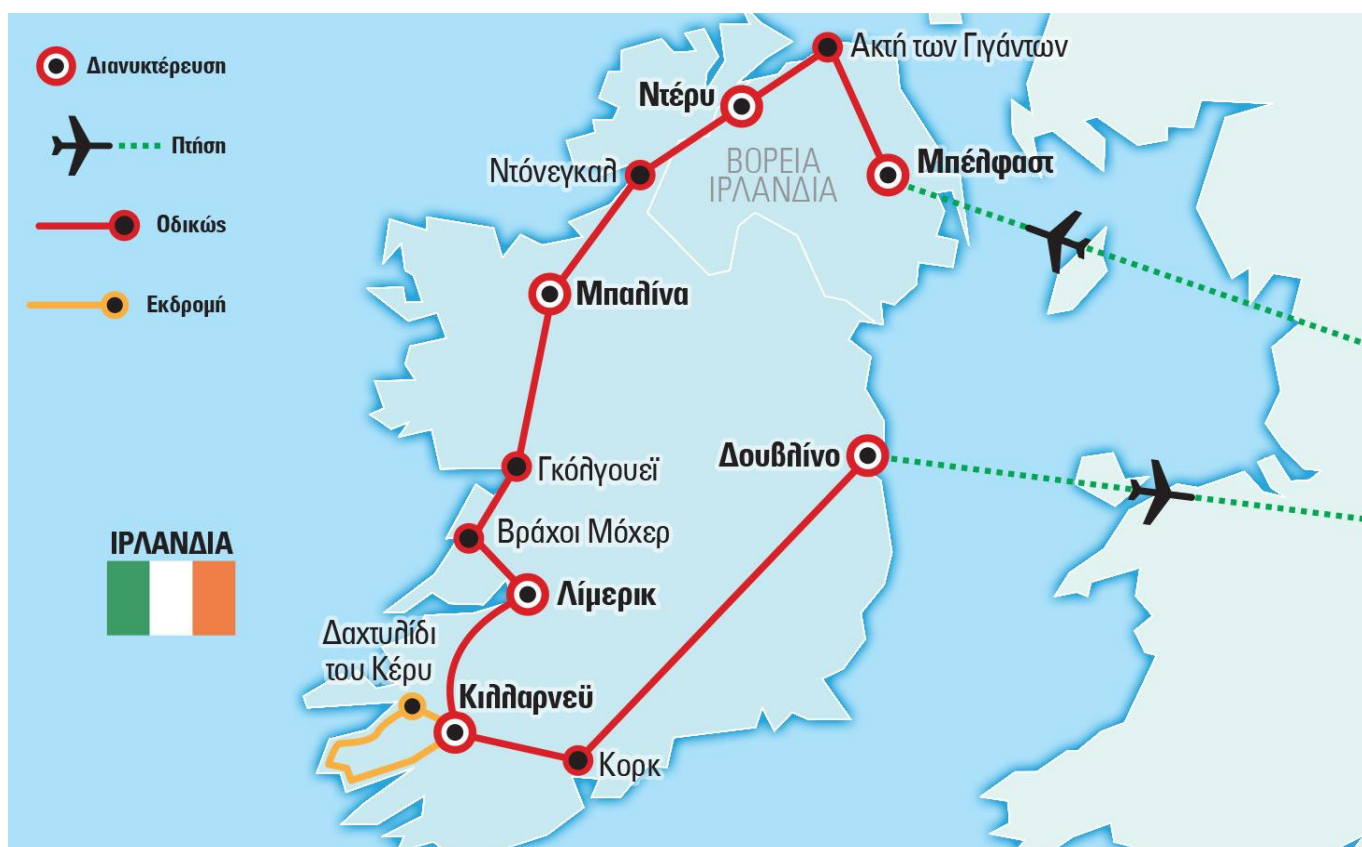 Διανυκτέρευση
Πτήση
Οδικώς
Εκδρομή
Ακτή των Γιγάντων
Ντέρυ
ΒΟΡΕΙΑ
ΙΡΛΑΝΔΙΑ
Μπέλφαστ
Ντόνεγκαλ
Μπαλίνα
Δουβλίνο
Γκόλγουεϊ
Βράχοι Μόχερ
ΙΡΛΑΝΔΙΑ
Λίμερικ
Δαχτυλίδι
του Κέρυ
Κιλλαρνεϋ
Κορκ